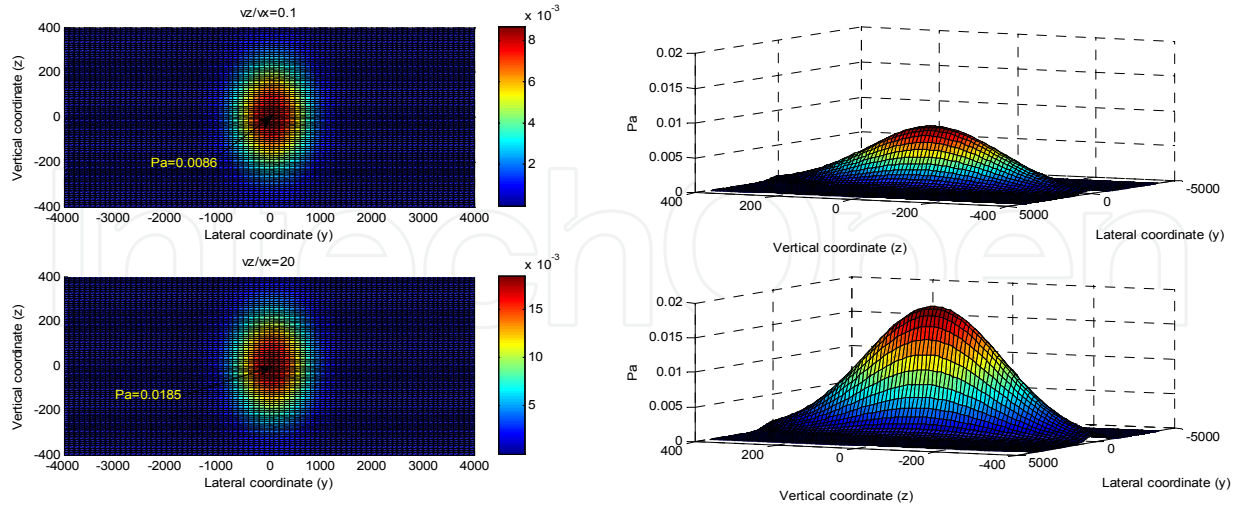 vz/vx=0.1
x 10 -3
400
200
0
-200
-400
Vertical coordinate (z)
Pa=0.0086
-4000 -3000 -2000 -1000 0 1000 2000 3000 4000
Lateral coordinate (y)
8
6
4
2
0.02
0.015
0.01
0.005
0
Pa
400 200 0 -200 -400
Vertical coordinate (z)
5000 0 -5000
Lateral coordinate (y)
IntechOpen
vz/vx=20
x 10 -3
400
200
0
-200
-400
Vertical coordinate (z)
Pa=0.0185
-4000 -3000 -2000 -1000 0 1000 2000 3000 4000
Lateral coordinate (y)
15
10
5
0.02
0.015
0.01
0.005
0
Pa
400 200 0 -200 -400
Vertical coordinate (z)
5000 0 -5000
Lateral coordinate (y)